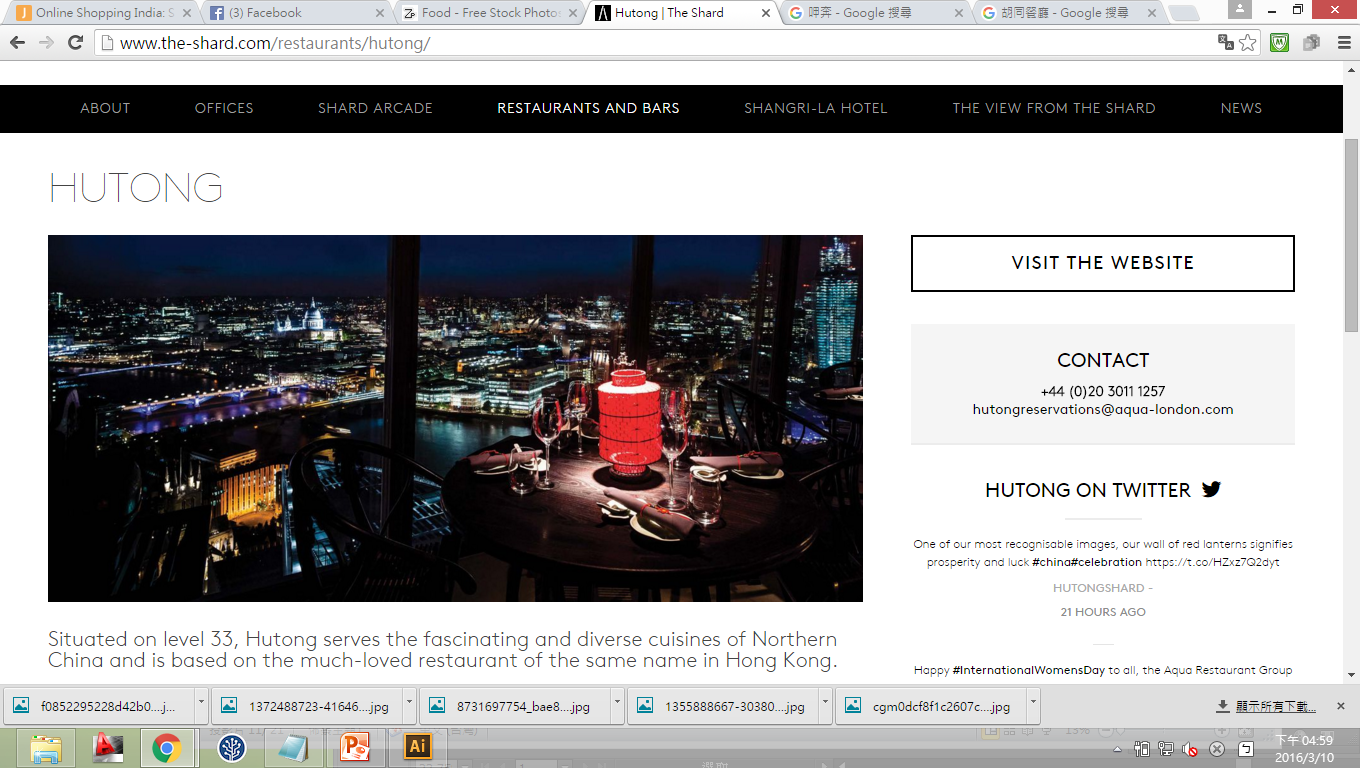 Online Shopping India: S
(3) Facebook
Food - Free Stock Photos
Hutong | The Shard
呷奔 - Google 搜尋
胡同餐廳 - Google 搜尋
www.the-shard.com/restaurants/hutong/
ABOUT
OFFICES
SHARD ARCADE
RESTAURANTS AND BARS
SHANGRI-LA HOTEL
THE VIEW FROM THE SHARD
NEWS
HUTONG
VISIT THE WEBSITE
CONTACT
+44 (0)20 3011 1257
hutongreservations@aqua-london.com
HUTONG ON TWITTER
One of our most recognisable images, our wall of red lanterns signifies
prosperity and luck #china#celebration https://t.co/HZxz7Q2dyt
HUTONGSHARD -
21 HOURS AGO
Happy #InternationalWomensDay to all, the Aqua Restaurant Group
Situated on level 33, Hutong serves the fascinating and diverse cuisines of Northern
China and is based on the much-loved restaurant of the same name in Hong Kong.
f0852295228d42b0....j...
1372488723-41646....jpg
8731697754_bae8....jpg
1355888667-30380....jpg
cgm0dcf8f1c2607c....jpg
顯示所有下載...
Ai
下午 04:59
2016/3/10